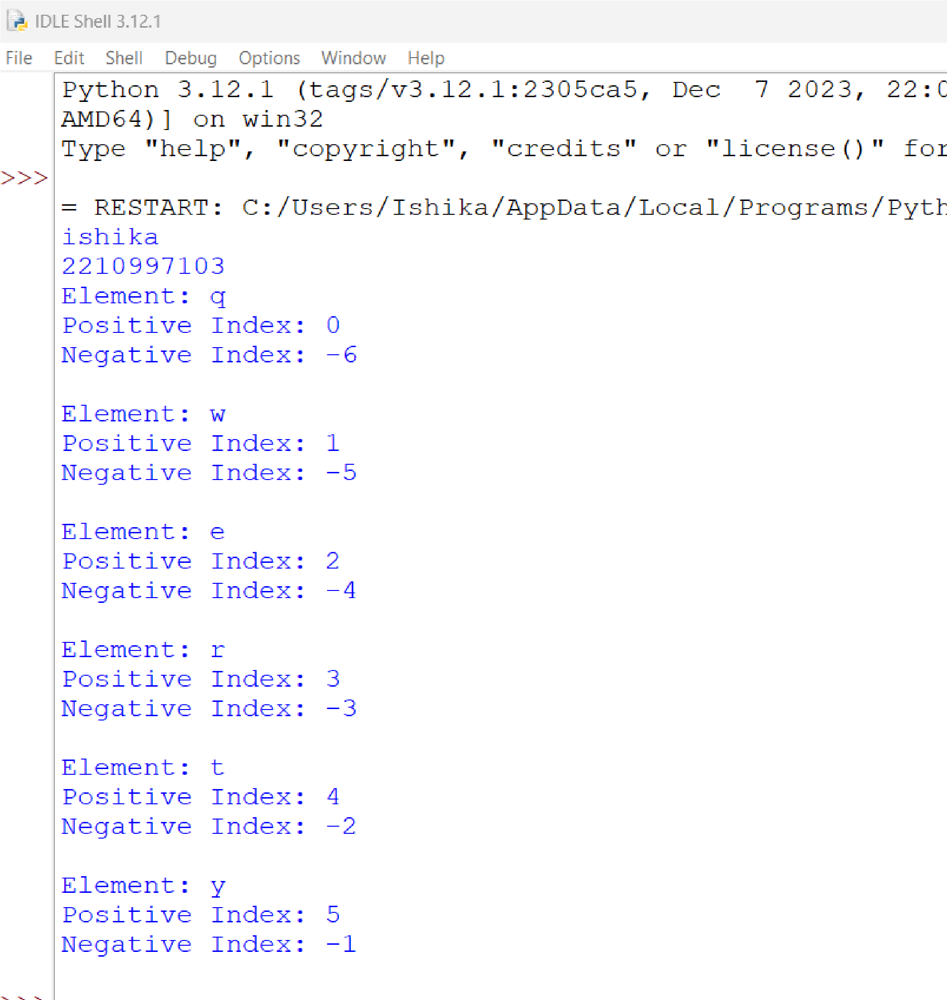 IDLE Shell 3.12.1
File Edit Shell Debug Options Window Help
Python 3.12.1 (tags/v3.12.1:2305ca5, Dec  7 2023, 22:0
AMD64)] on win32
Type "help", "copyright", "credits" or "license()" for
>>>
= RESTART: C:/Users/Ishika/AppData/Local/Programs/Pyth
ishika
2210997103
Element: q
Positive Index: 0
Negative Index: -6
Element: w
Positive Index: 1
Negative Index: -5
Element: e
Positive Index: 2
Negative Index: -4
Element: r
Positive Index: 3
Negative Index: -3
Element: t
Positive Index: 4
Negative Index: -2
Element: y
Positive Index: 5
Negative Index: -1
>>>